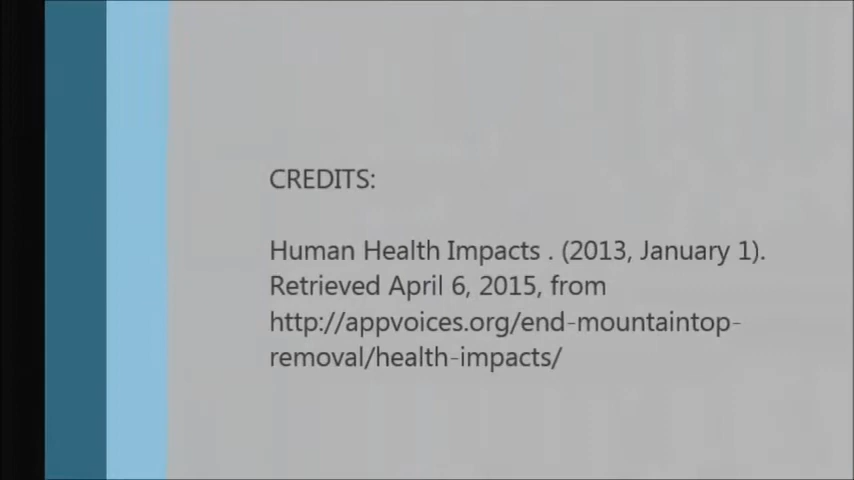 CREDITS:
Human Health Impacts . (2013, January 1).
Retrieved April 6, 2015, from
http://appvoices.org/end-mountaintop-
removal/health-impacts/